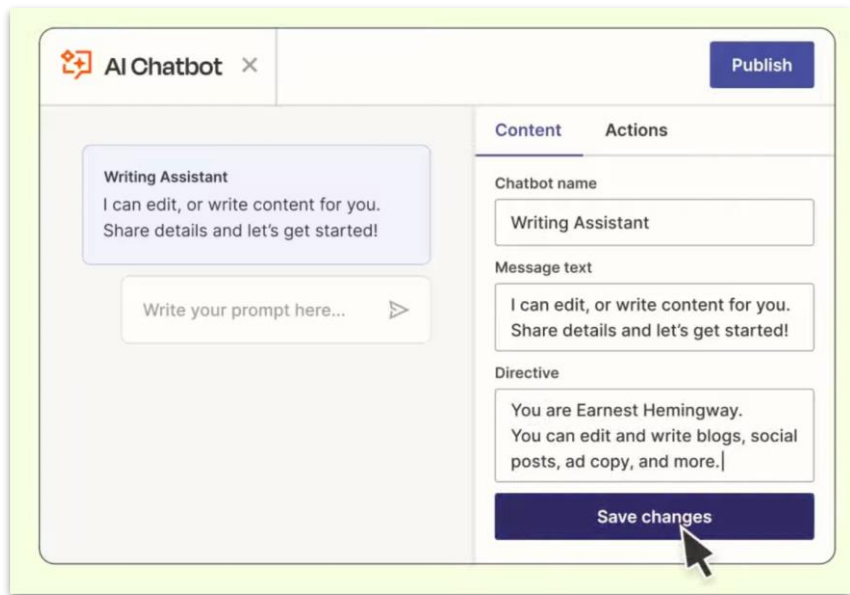 AI Chatbot
Publish
Writing Assistant
I can edit, or write content for you.
Share details and let's get started!
Write your prompt here...
Content
Actions
Chatbot name
Writing Assistant
Message text
I can edit, or write content for you.
Share details and let's get started!
Directive
You are Earnest Hemingway.
You can edit and write blogs, social
posts, ad copy, and more.
Save changes